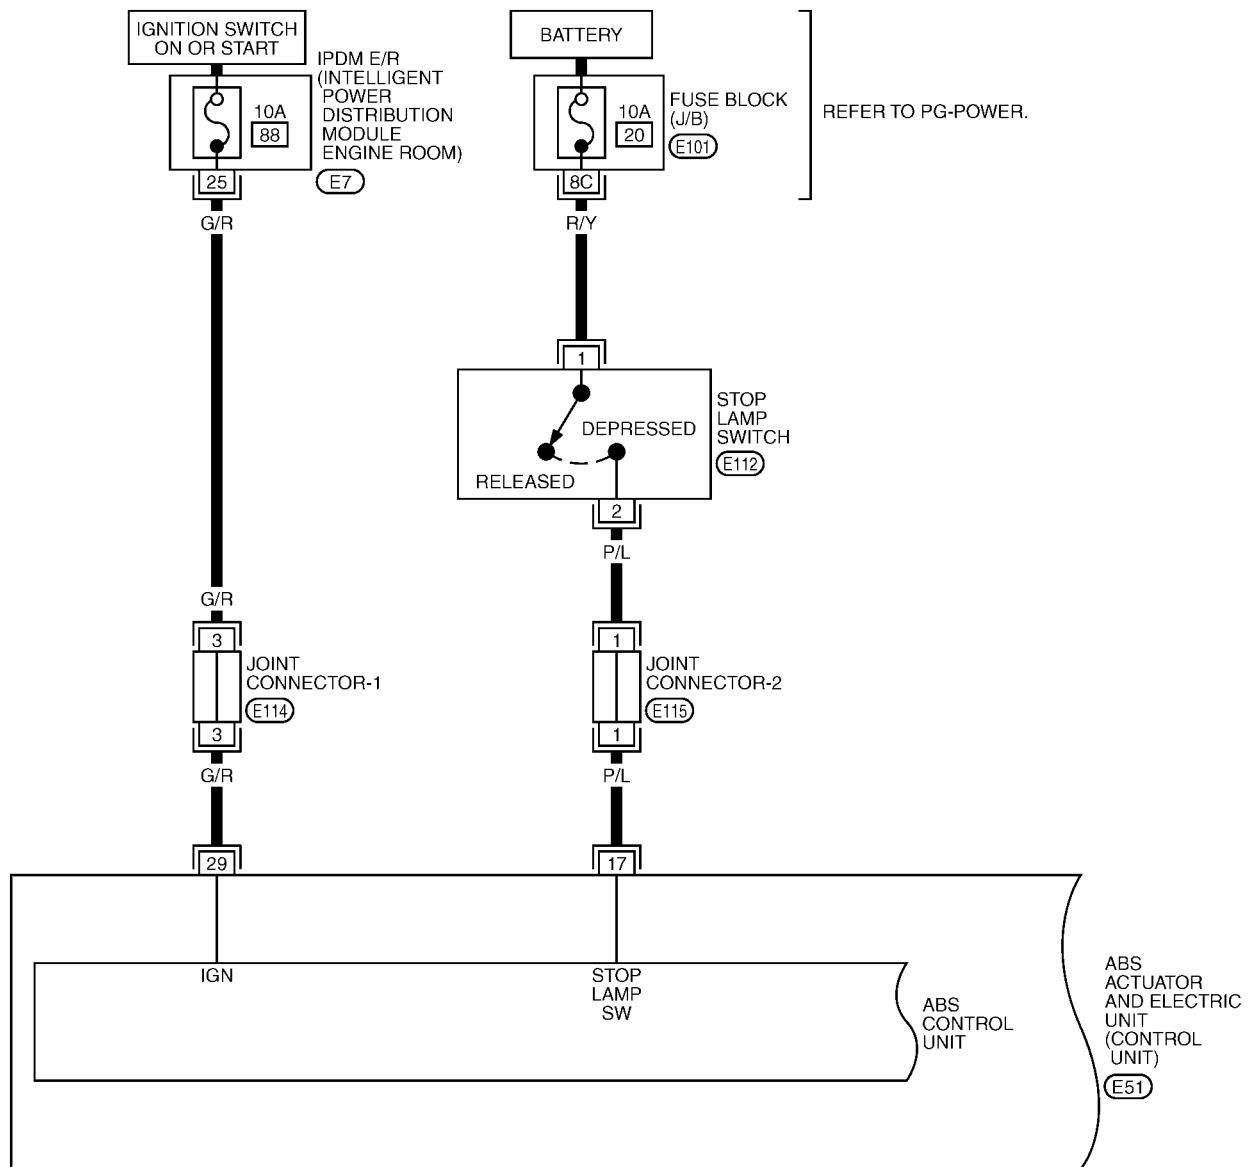 IGNITION SWITCH
ON OR START
BATTERY
IPDM E/R
(INTELLIGENT
POWER
DISTRIBUTION
MODULE
ENGINE ROOM)
E7
10A
88
25
G/R
10A
20
FUSE BLOCK
(J/B)
E101
8C
R/Y
REFER TO PG-POWER.
1
DEPRESSED
RELEASED
STOP
LAMP
SWITCH
E112
2
P/L
G/R
3
JOINT
CONNECTOR-1
E114
3
G/R
1
JOINT
CONNECTOR-2
E115
1
P/L
29
17
IGN
STOP
LAMP
SW
ABS
CONTROL
UNIT
ABS
ACTUATOR
AND ELECTRIC
UNIT
(CONTROL
UNIT)
E51